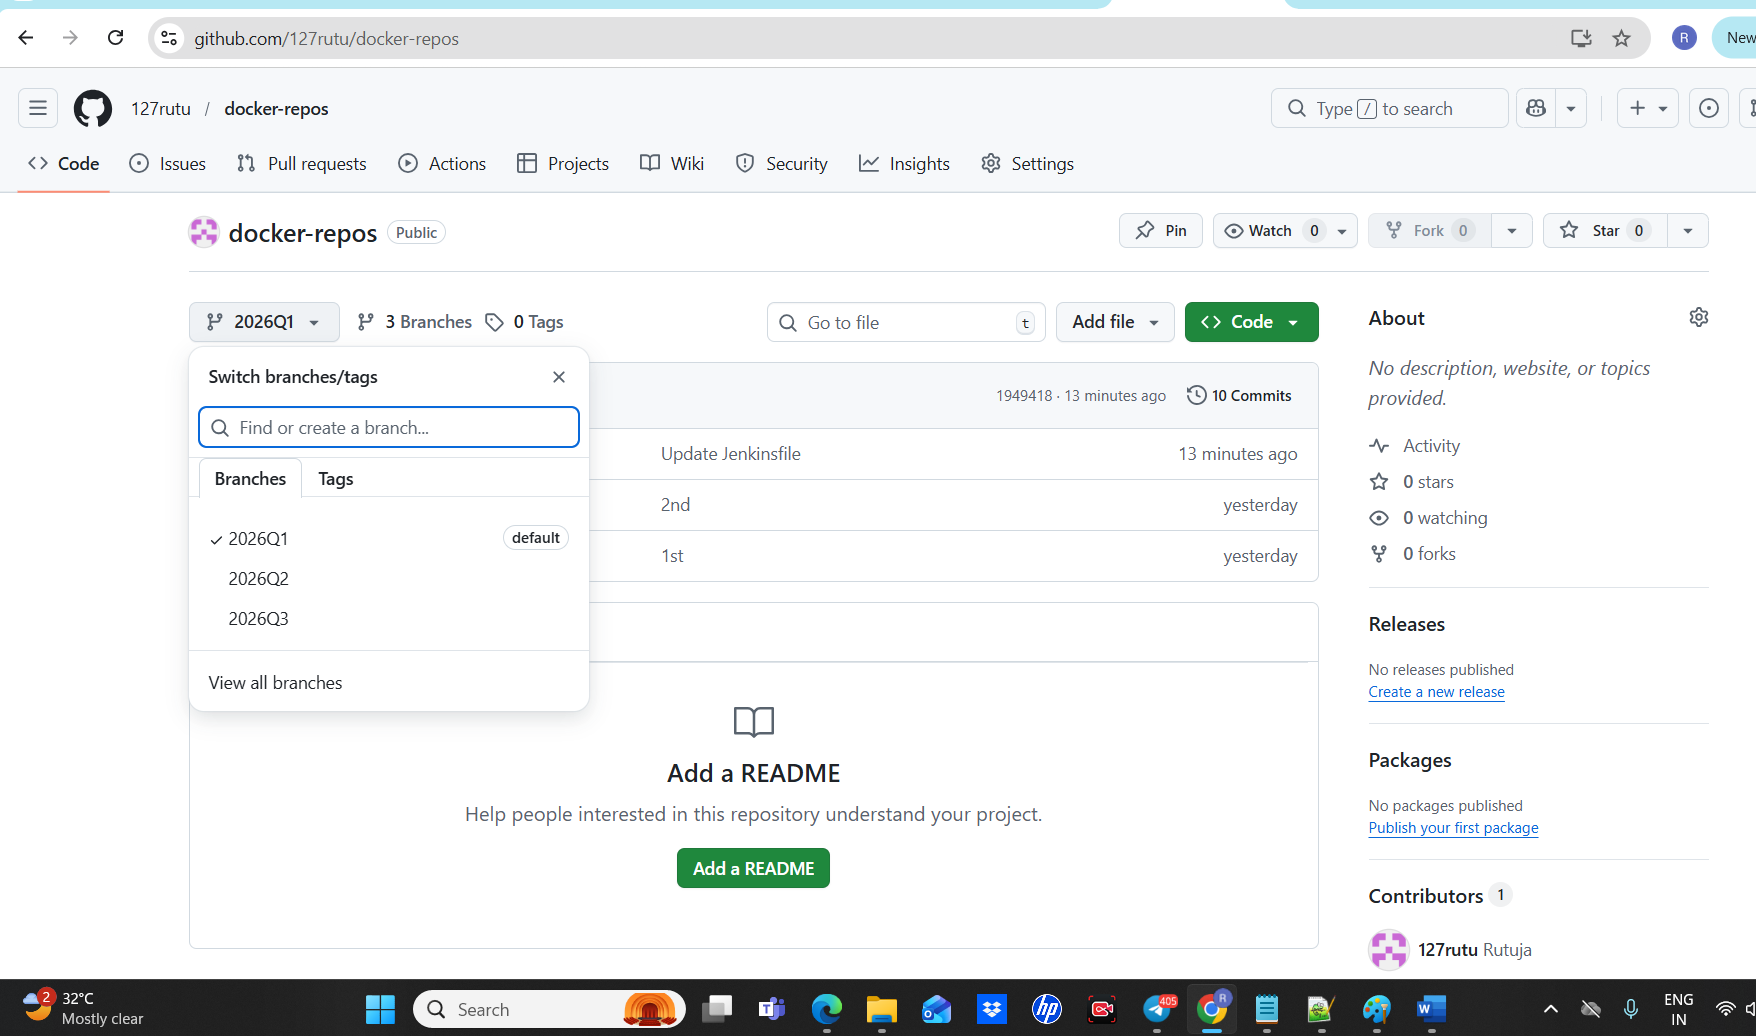 github.com/127rutu/docker-repos
R
New
127rutu / docker-repos
Type / to search
Code Issues Pull requests Actions Projects Wiki Security Insights Settings
docker-repos Public
Pin Watch 0 Fork 0 Star 0
2026Q1 3 Branches 0 Tags
Go to file t Add file Code
Switch branches/tags
Find or create a branch...
Branches Tags
2026Q1 default
2026Q2
2026Q3
View all branches
1949418 · 13 minutes ago 10 Commits
Update Jenkinsfile 13 minutes ago
2nd yesterday
1st yesterday
Add a README
Help people interested in this repository understand your project.
Add a README
About
No description, website, or topics
provided.
Activity
0 stars
0 watching
0 forks
Releases
No releases published
Create a new release
Packages
No packages published
Publish your first package
Contributors 1
127rutu Rutuja
2
32°C
Mostly clear
Search
405
R
ENG
IN